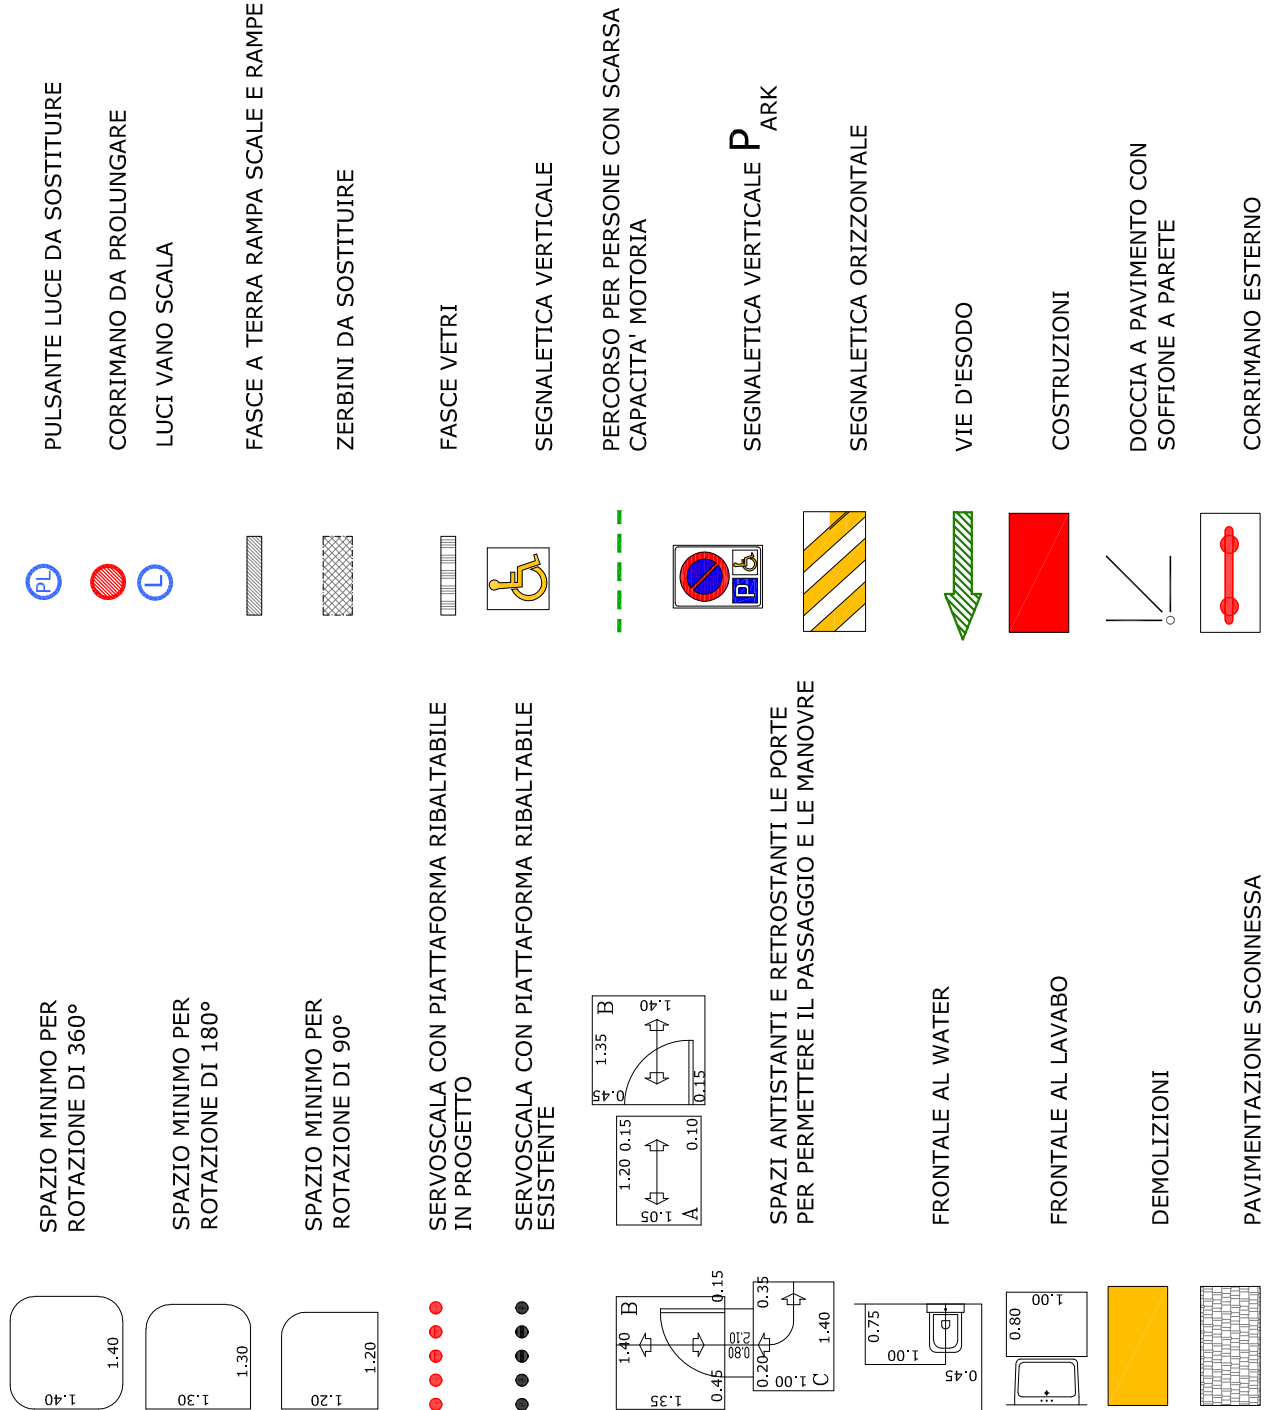 SPAZIO MINIMO PER
ROTAZIONE DI 360°
1.40
1.40
SPAZIO MINIMO PER
ROTAZIONE DI 180°
1.30
1.30
SPAZIO MINIMO PER
ROTAZIONE DI 90°
1.20
1.20
SERVOSCALA CON PIATTAFORMA RIBALTABILE
IN PROGETTO
SERVOSCALA CON PIATTAFORMA RIBALTABILE
ESISTENTE
B
1.40
1.35
0.15
0.45
0.80
2.10
0.20
0.35
1.40
1.00
C
1.20
0.15
0.10
1.05
A
B
1.35
1.40
0.45
0.15
SPAZI ANTISTANTI E RETROSTANTI LE PORTE
PER PERMETTERE IL PASSAGGIO E LE MANOVRE
0.75
1.00
0.45
FRONTALE AL WATER
0.80
1.00
FRONTALE AL LAVABO
DEMOLIZIONI
PAVIMENTAZIONE SCONNESSA
PL
PULSANTE LUCE DA SOSTITUIRE
CORRIMANO DA PROLUNGARE
L
LUCI VANO SCALA
FASCE A TERRA RAMPA SCALE E RAMPE
ZERBINI DA SOSTITUIRE
FASCE VETRI
SEGNALETICA VERTICALE
PERCORSO PER PERSONE CON SCARSA
CAPACITA' MOTORIA
P
SEGNALETICA VERTICALE PARK
SEGNALETICA ORIZZONTALE
VIE D'ESODO
COSTRUZIONI
DOCCIA A PAVIMENTO CON
SOFFIONE A PARETE
CORRIMANO ESTERNO